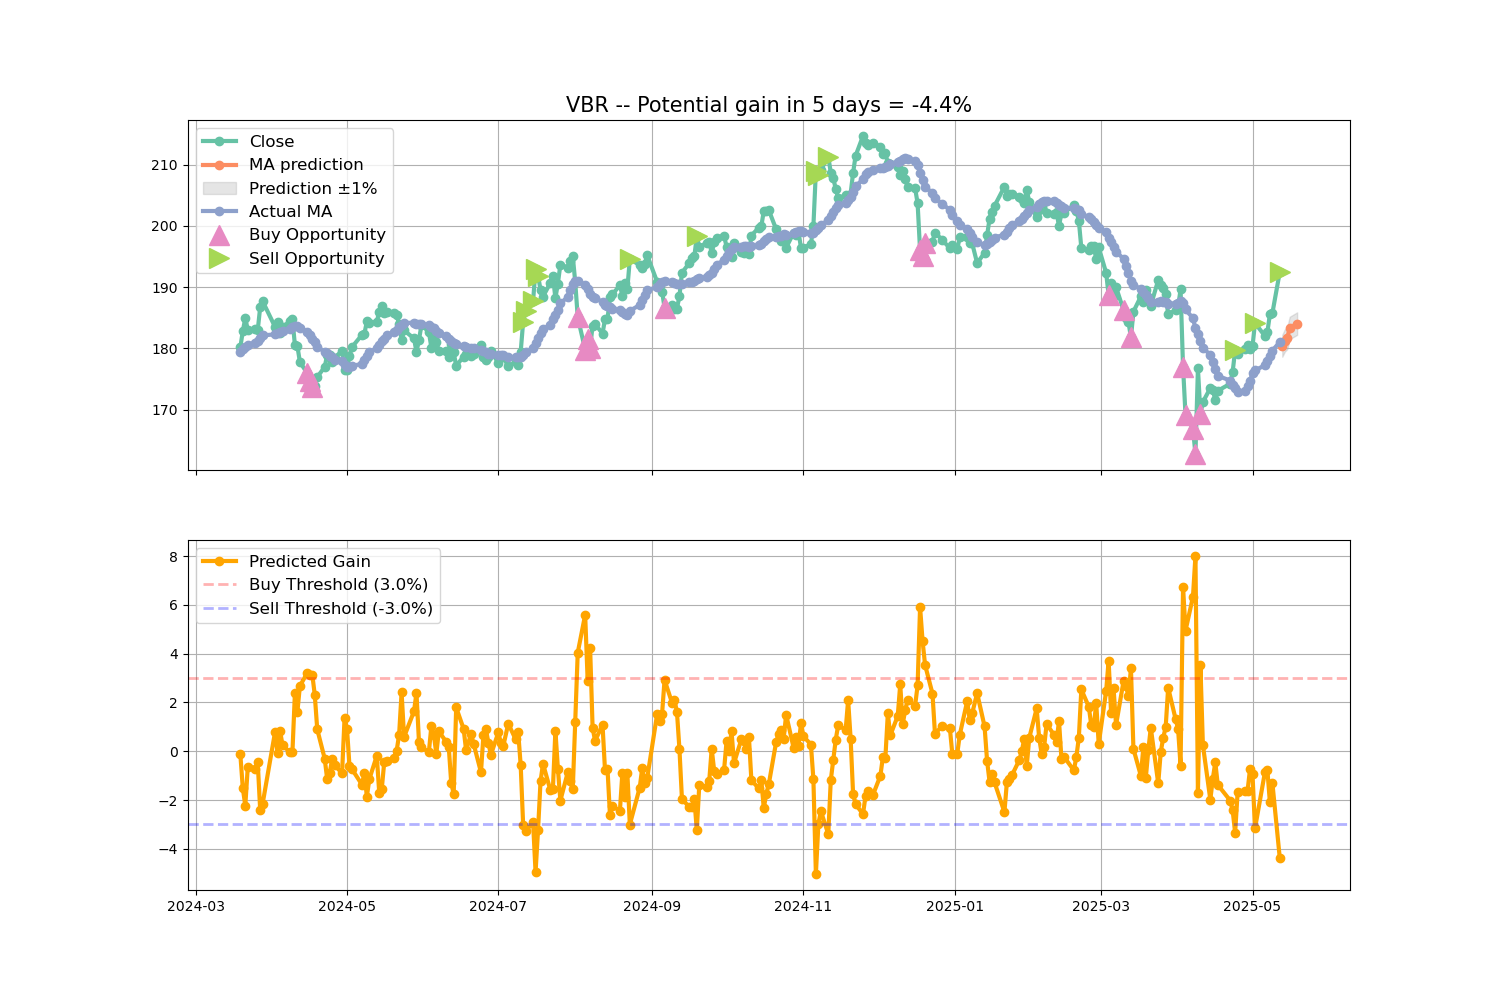 VBR -- Potential gain in 5 days = -4.4%
Close
MA prediction
Prediction ±1%
Actual MA
Buy Opportunity
Sell Opportunity
210
200
190
180
170
Predicted Gain
Buy Threshold (3.0%)
Sell Threshold (-3.0%)
8
6
4
2
0
−2
−4
2024-03
2024-05
2024-07
2024-09
2024-11
2025-01
2025-03
2025-05